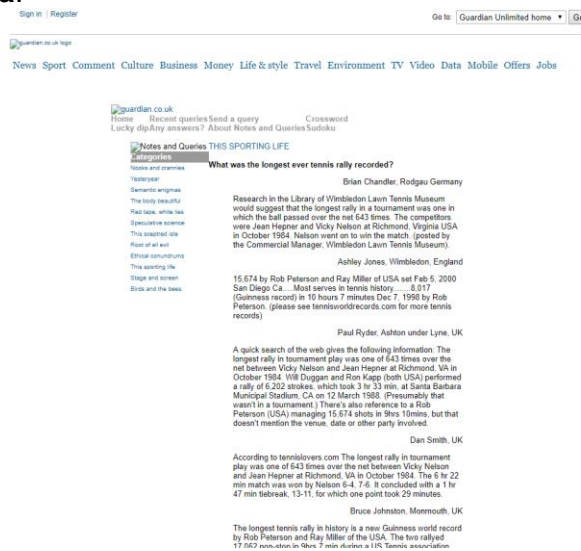 a.
Sign in Register
Go to: Guardian Unlimited home Go
guardian.co.uk logo
News Sport Comment Culture Business Money Life & style Travel Environment TV Video Data Mobile Offers Jobs
guardian.co.uk
Home Recent queries Send a query Crossword
Lucky dip Any answers? About Notes and Queries Sudoku
Notes and Queries
Categories
Nooks and crannies
Yesteryear
Semantic enigmas
The body beautiful
Red tape, white lies
Speculative science
This sceptred isle
Root of all evil
Ethical conundrums
This sporting life
Stage and screen
Birds and the bees
THIS SPORTING LIFE
What was the longest ever tennis rally recorded?
Brian Chandler, Rodgau Germany
Research in the Library of Wimbledon Lawn Tennis Museum
would suggest that the longest rally in a tournament was one in
which the ball passed over the net 643 times. The competitors
were Jean Hepner and Vicky Nelson at Richmond, Virginia USA
in October 1984. Nelson went on to win the match. (posted by
the Commercial Manager, Wimbledon Lawn Tennis Museum).
Ashley Jones, Wimbledon, England
15,674 by Rob Peterson and Ray Miller of USA set Feb 5, 2000
San Diego Ca.....Most serves in tennis history........8,017
(Guinness record) in 10 hours 7 minutes Dec 7, 1998 by Rob
Peterson. (please see tennisworldrecords.com for more tennis
records)
Paul Ryder, Ashton under Lyne, UK
A quick search of the web gives the following information: The
longest rally in tournament play was one of 643 times over the
net between Vicky Nelson and Jean Hepner at Richmond, VA in
October 1984. Will Duggan and Ron Kapp (both USA) performed
a rally of 6,202 strokes, which took 3 hr 33 min, at Santa Barbara
Municipal Stadium, CA on 12 March 1988. (Presumably that
wasn't in a tournament.) There's also reference to a Rob
Peterson (USA) managing 15,674 shots in 9hrs 10mins, but that
doesn't mention the venue, date or other party involved.
Dan Smith, UK
According to tennislovers.com The longest rally in tournament
play was one of 643 times over the net between Vicky Nelson
and Jean Hepner at Richmond, VA in October 1984. The 6 hr 22
min match was won by Nelson 6-4, 7-6. It concluded with a 1 hr
47 min tiebreak, 13-11, for which one point took 29 minutes.
Bruce Johnston, Monmouth, UK
The longest tennis rally in history is a new Guinness world record
by Rob Peterson and Ray Miller of the USA. The two rallyed
17,062 non-stop in 9hrs 7 min during a US Tennis association